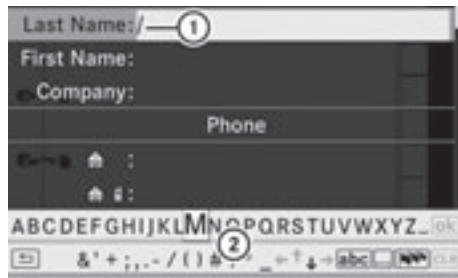 Last Name:/ 1
First Name:
Company:
Phone
:
:
ABCDEFGHIJKLMNOPQRSTUVWXYZ_ ok
2
&'+;,.-/()
abc